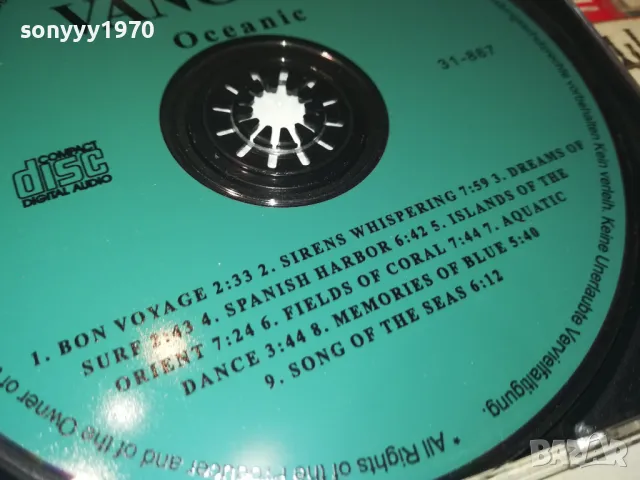 sonyyy1970
Oceanic
31-887
COMPACT
disc
DIGITAL AUDIO
1. BON VOYAGE 2:33 2. SIRENS WHISPERING 7:59 3. DREAMS OF
SURF 2:43 4. SPANISH HARBOR 6:42 5. ISLANDS OF THE
ORIENT 7:24 6. FIELDS OF CORAL 7:44 7. AQUATIC
DANCE 3:44 8. MEMORIES OF BLUE 5:40
9. SONG OF THE SEAS 6:12
vorbehalten. Kein Verleih. Keine Unerlaubte Vervielfältigung.
* All Rights of the Producer and of the Owner
BAZAR
bg